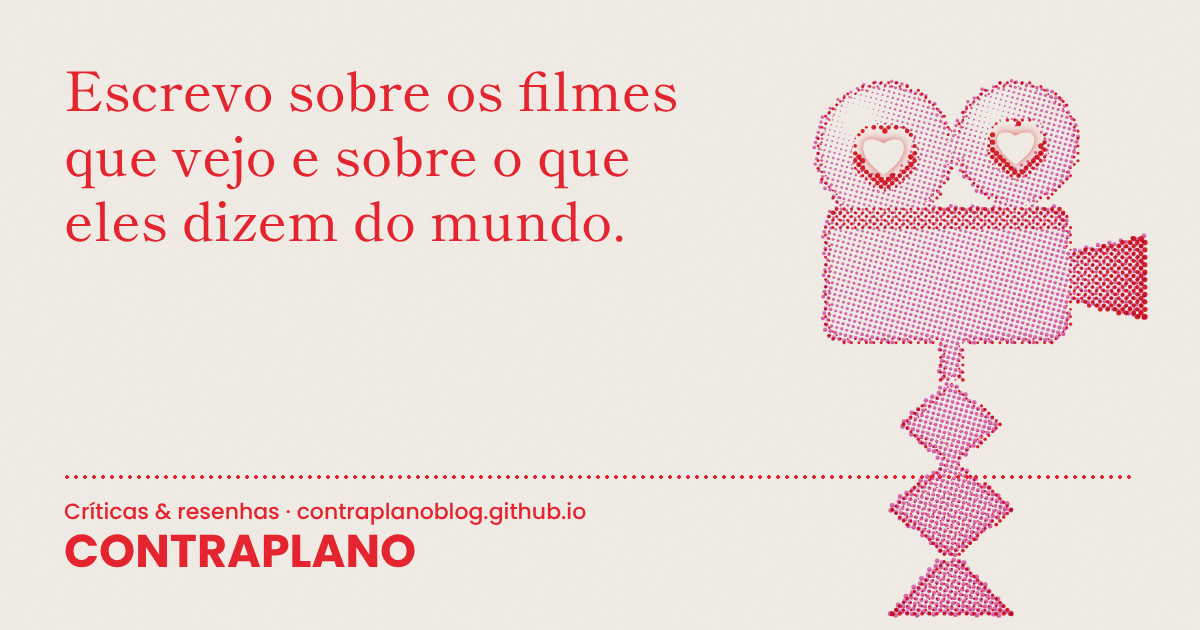 Escrevo sobre os filmes
que vejo e sobre o que
eles dizem do mundo.
Críticas & resenhas · contraplanoblog.github.io
CONTRAPLANO